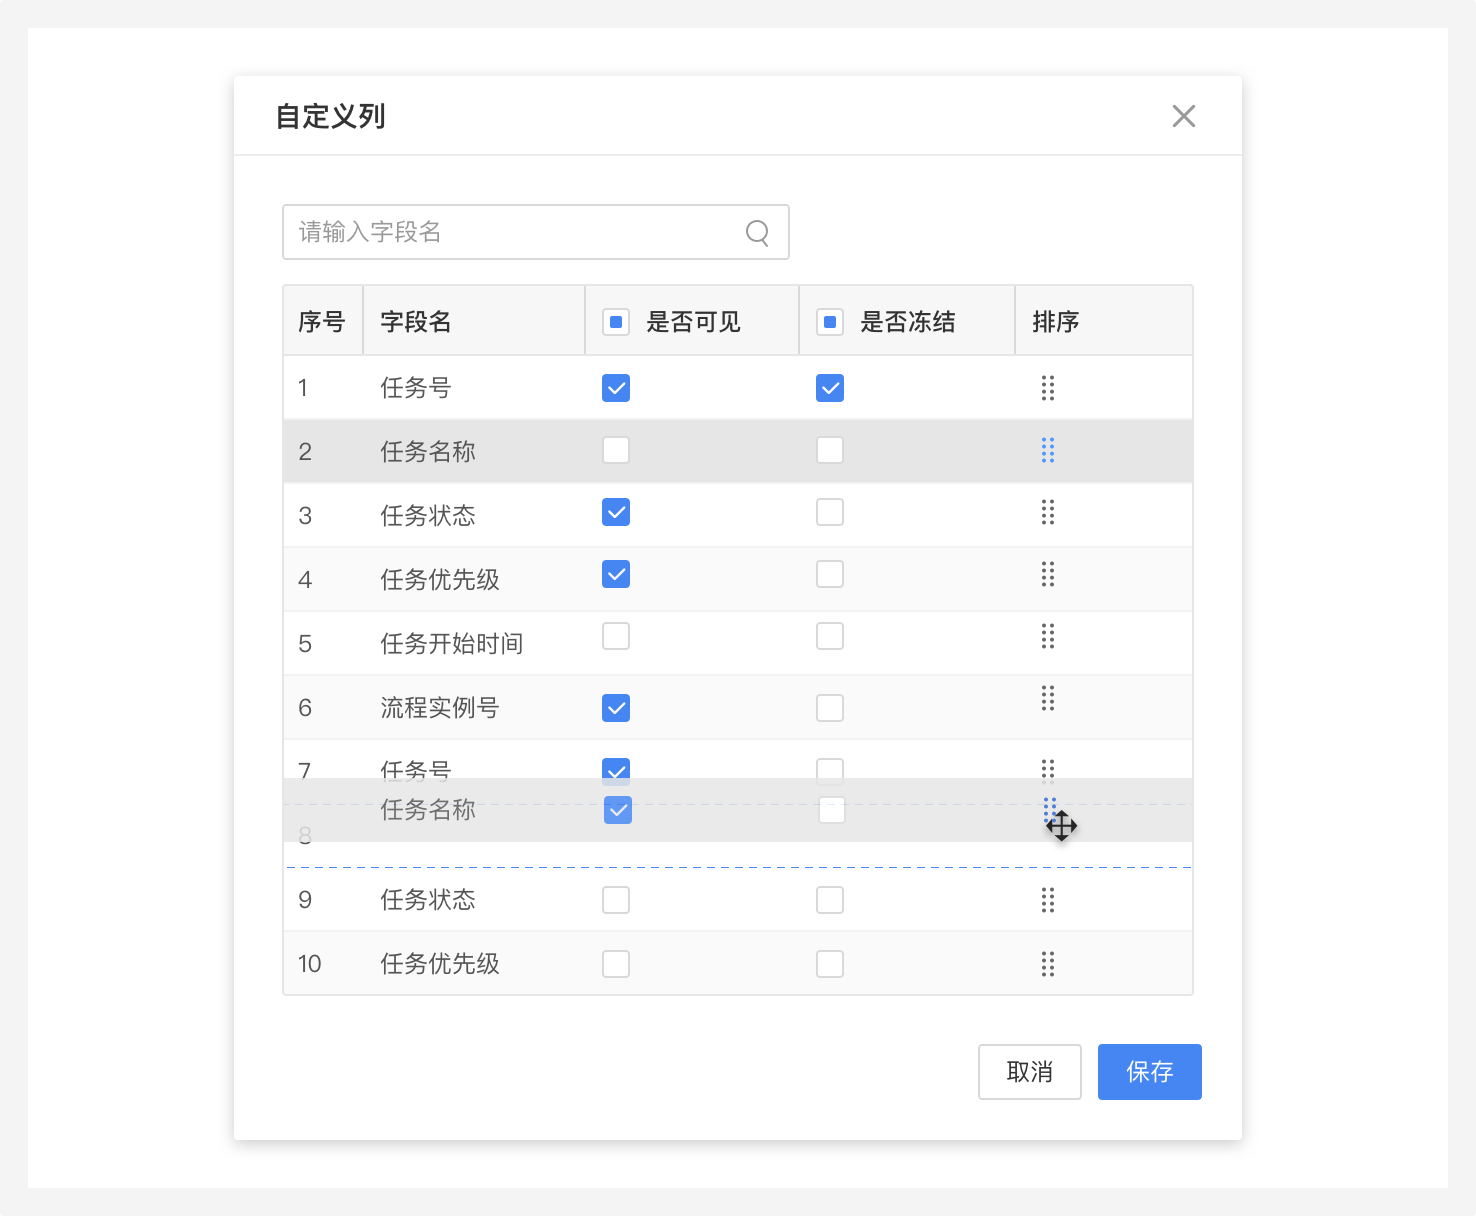 自定义列
请输入字段名
序号 字段名 是否可见 是否冻结 排序
1 任务号
2 任务名称
3 任务状态
4 任务优先级
5 任务开始时间
6 流程实例号
7 任务号
任务名称
8
9 任务状态
10 任务优先级
取消 保存